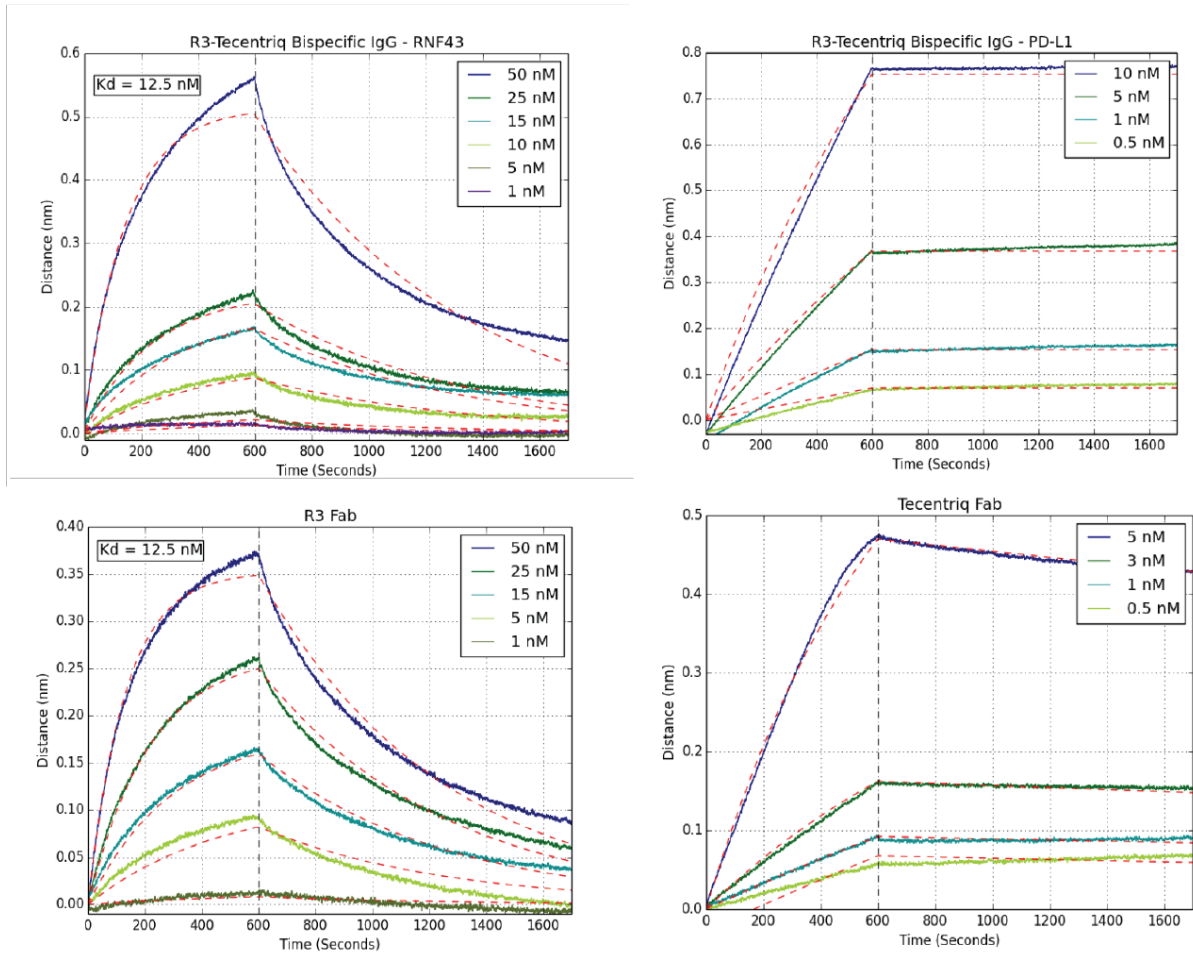 R3-Tecentriq Bispecific IgG - RNF43
Kd = 12.5 nM
50 nM
25 nM
15 nM
10 nM
5 nM
1 nM
0.6
0.5
0.4
0.3
0.2
0.1
0.0
Distance (nm)
0 200 400 600 800 1000 1200 1400 1600
Time (Seconds)
R3-Tecentriq Bispecific IgG - PD-L1
10 nM
5 nM
1 nM
0.5 nM
0.8
0.7
0.6
0.5
0.4
0.3
0.2
0.1
0.0
Distance (nm)
0 200 400 600 800 1000 1200 1400 1600
Time (Seconds)
R3 Fab
Kd = 12.5 nM
50 nM
25 nM
15 nM
5 nM
1 nM
0.40
0.35
0.30
0.25
0.20
0.15
0.10
0.05
0.00
Distance (nm)
0 200 400 600 800 1000 1200 1400 1600
Time (Seconds)
Tecentriq Fab
5 nM
3 nM
1 nM
0.5 nM
0.5
0.4
0.3
0.2
0.1
0.0
Distance (nm)
0 200 400 600 800 1000 1200 1400 1600
Time (Seconds)